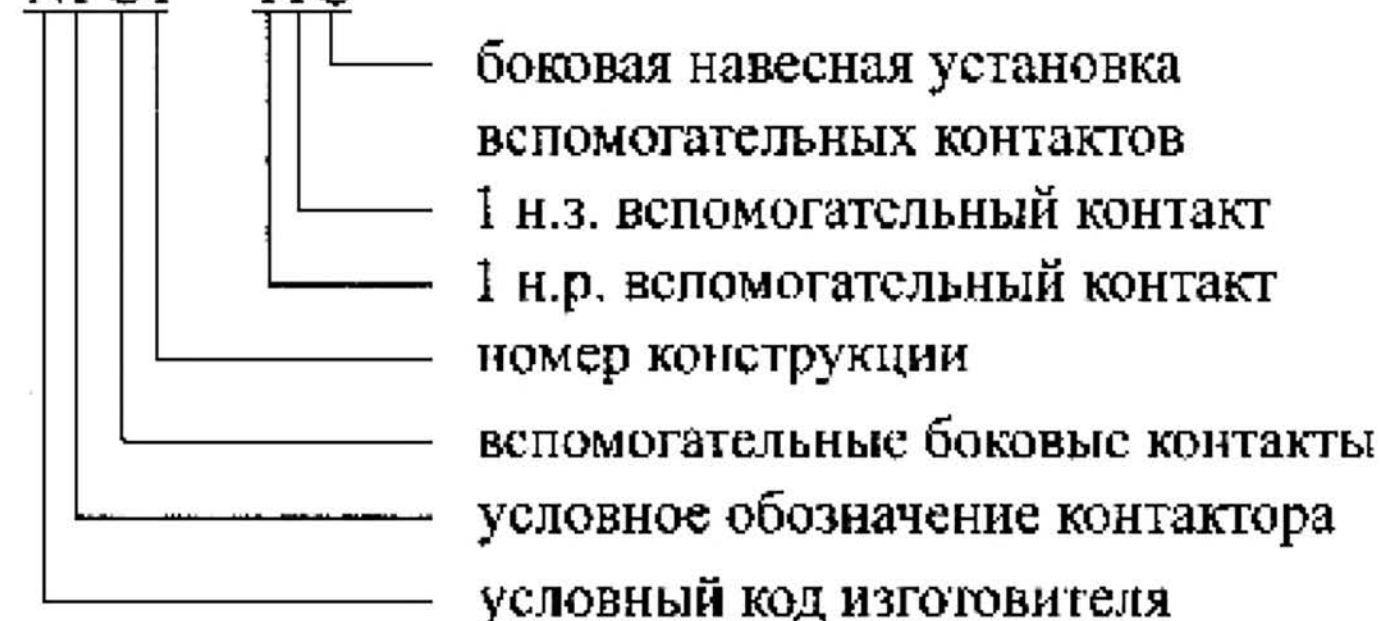 боковая навесная установка
вспомогательных контактов
1 н.з. вспомогательный контакт
1 н.р. вспомогательный контакт
номер конструкции
вспомогательные боковые контакты
условное обозначение контактора
условный код изготовителя